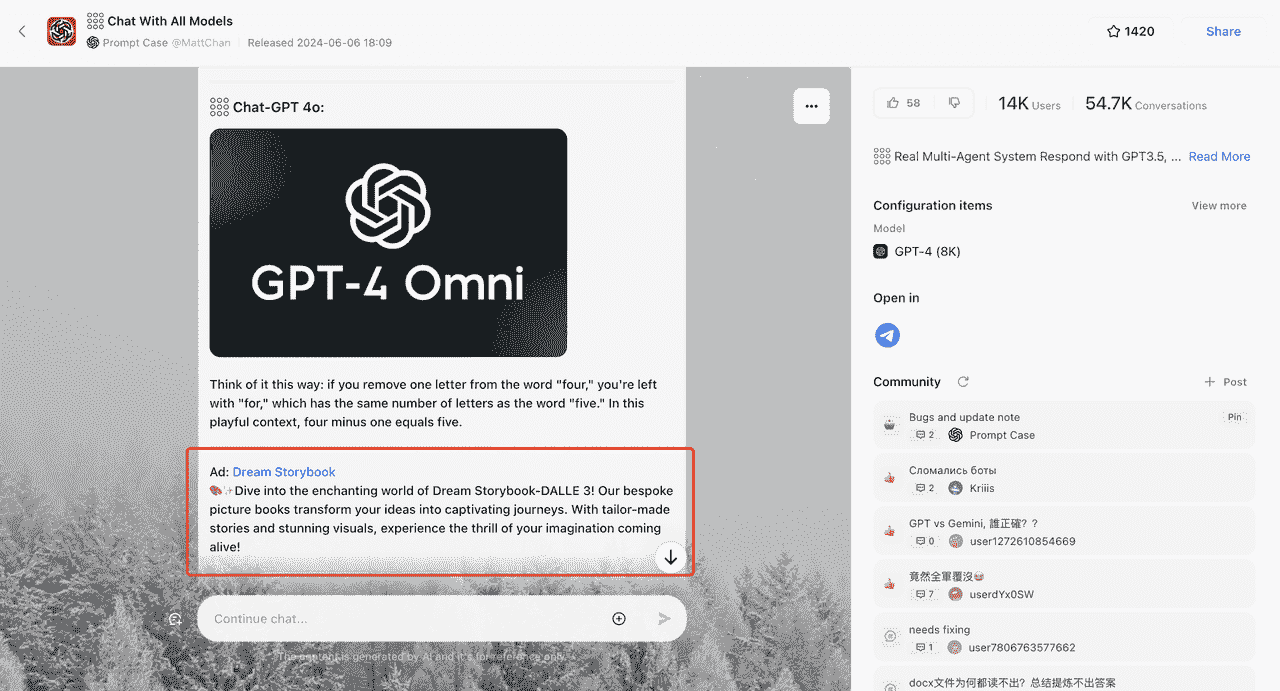 Chat With All Models
Prompt Case @MattChan Released 2024-06-06 18:09
1420
Share
Chat-GPT 4o:
GPT-4 Omni
Think of it this way: if you remove one letter from the word "four," you're left
with "for," which has the same number of letters as the word "five." In this
playful context, four minus one equals five.
Ad: Dream Storybook
Dive into the enchanting world of Dream Storybook-DALLE 3! Our bespoke
picture books transform your ideas into captivating journeys. With tailor-made
stories and stunning visuals, experience the thrill of your imagination coming
alive!
Continue chat...
The content is generated by AI and it's for reference only.
58
14K Users
54.7K Conversations
Real Multi-Agent System Respond with GPT3.5, ... Read More
Configuration items
View more
Model
GPT-4 (8K)
Open in
Community
+ Post
Bugs and update note
Pin
2 Prompt Case
Сломались боты
2 Kriiis
GPT vs Gemini, 誰正確? ?
0 user1272610854669
竟然全軍覆沒
7 userdYx0SW
needs fixing
1 user7806763577662
docx文件为何都读不出? 总结提炼不出答案